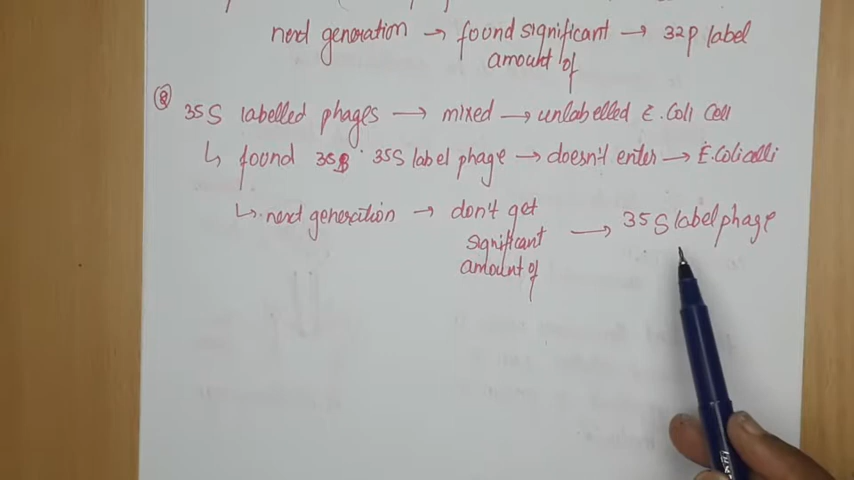 next generation → found significant → 32p label
amount of
② 35S labelled phages → mixed → unlabelled E. Coli Cell
↳ found 35S 35S label phage → doesn't enter → E. Coli cell
↳ next generation → don't get
significant → 35S label phage
amount of